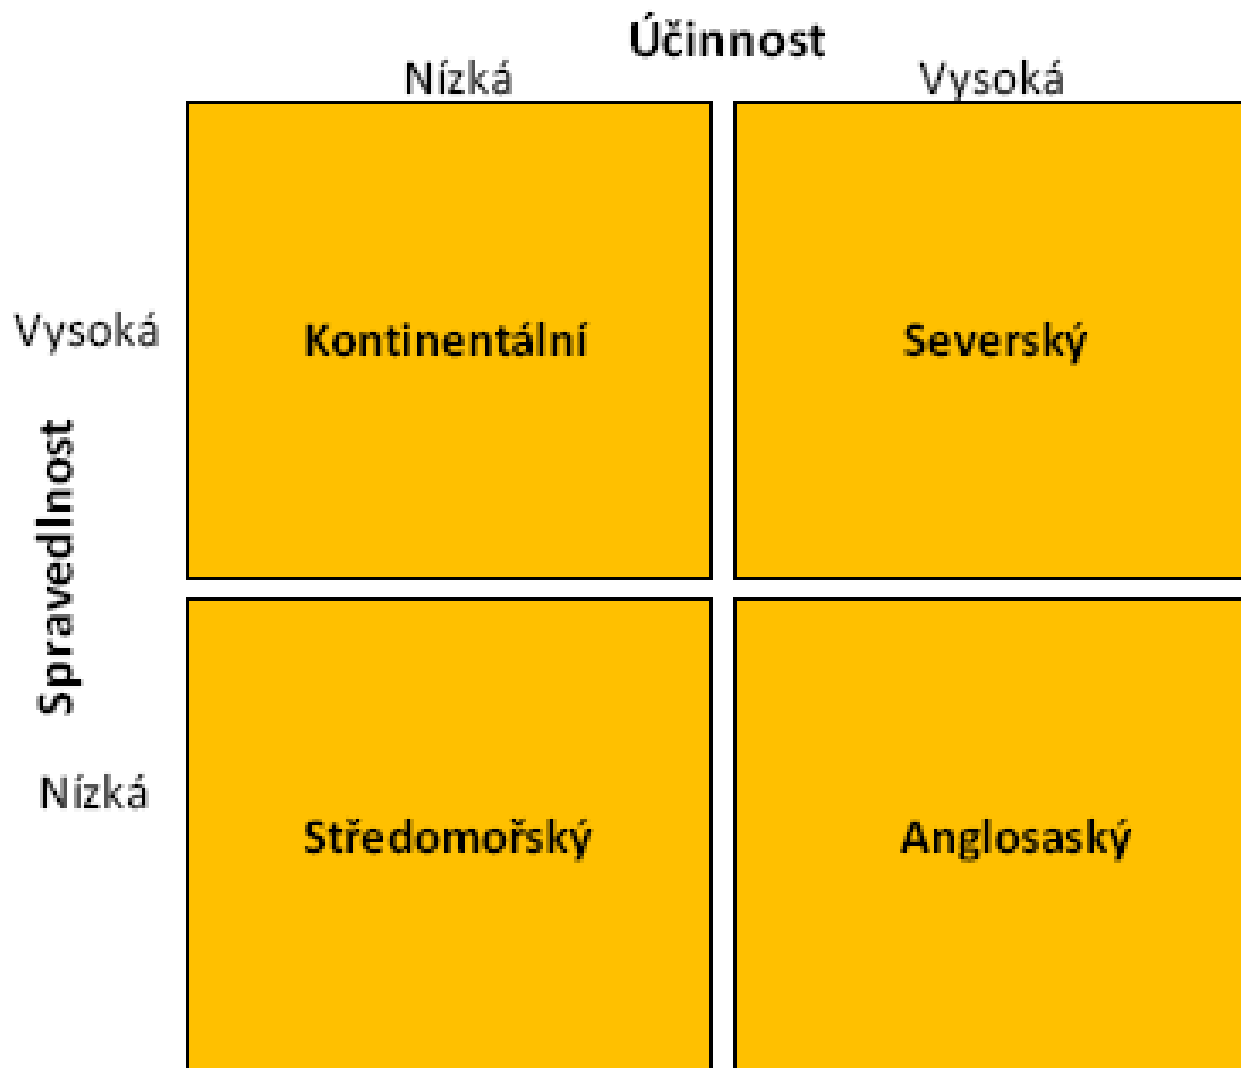 Účinnost
Nízká Vysoká
Vysoká
Kontinentální Severský
Spravedlnost
Nízká
Středomořský Anglosaský